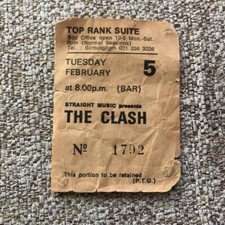 TOP RANK SUITE
Box Office open 10-5 Mon.-Sat.
8pm (Normal Sessions)
Tel: Birmingham 021 236 3226
TUESDAY
FEBRUARY 5
at 8.00p.m. (BAR)
STRAIGHT MUSIC presents
THE CLASH
Nº 1792
This portion to be retained
(P.T.O.)